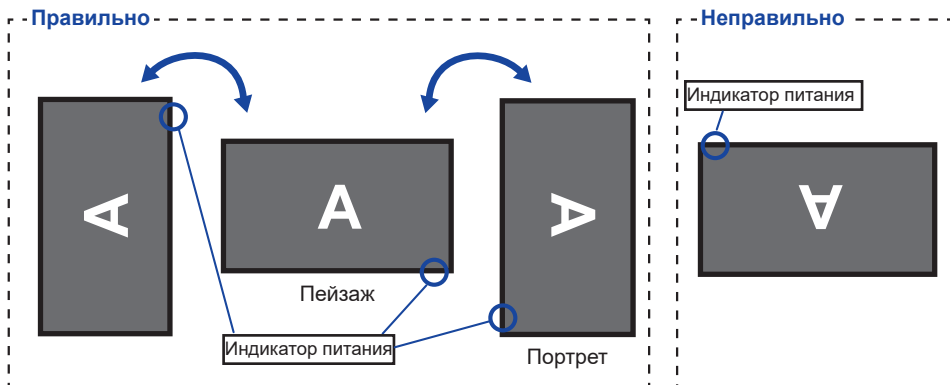 Правильно
Неправильно
Индикатор питания
A
A
A
A
Пейзаж
Индикатор питания
Портрет